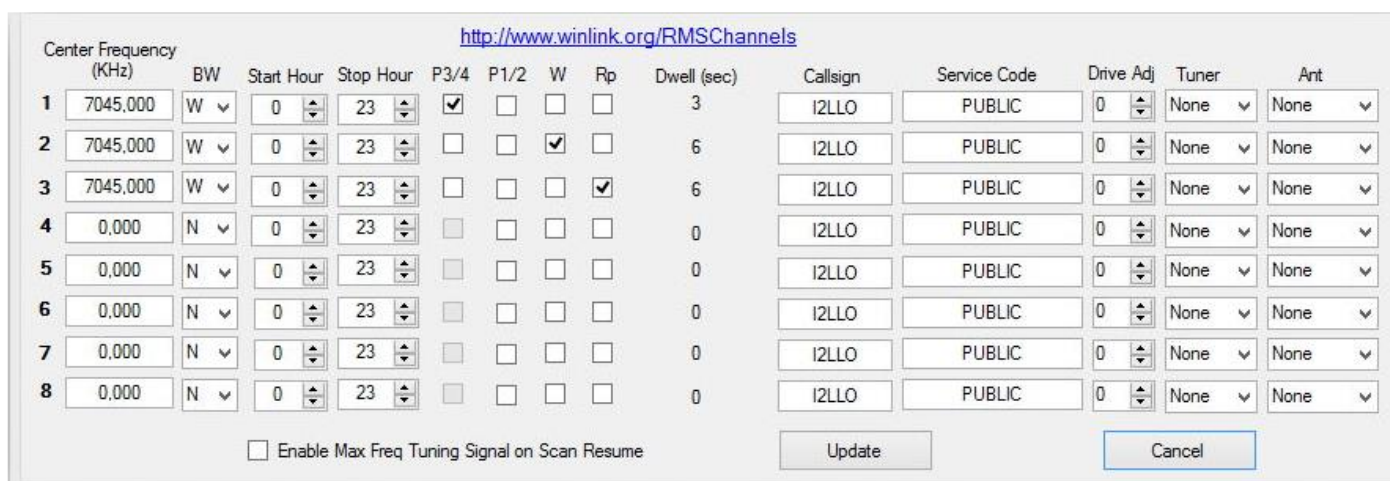 http://www.winlink.org/RMSChannels
Center Frequency
(KHz) BW Start Hour Stop Hour P3/4 P1/2 W Rp Dwell (sec) Callsign Service Code Drive Adj Tuner Ant
1 7045,000 W 0 23 3 I2LLO PUBLIC 0 None None
2 7045,000 W 0 23 6 I2LLO PUBLIC 0 None None
3 7045,000 W 0 23 6 I2LLO PUBLIC 0 None None
4 0,000 N 0 23 0 I2LLO PUBLIC 0 None None
5 0,000 N 0 23 0 I2LLO PUBLIC 0 None None
6 0,000 N 0 23 0 I2LLO PUBLIC 0 None None
7 0,000 N 0 23 0 I2LLO PUBLIC 0 None None
8 0,000 N 0 23 0 I2LLO PUBLIC 0 None None
Enable Max Freq Tuning Signal on Scan Resume Update Cancel